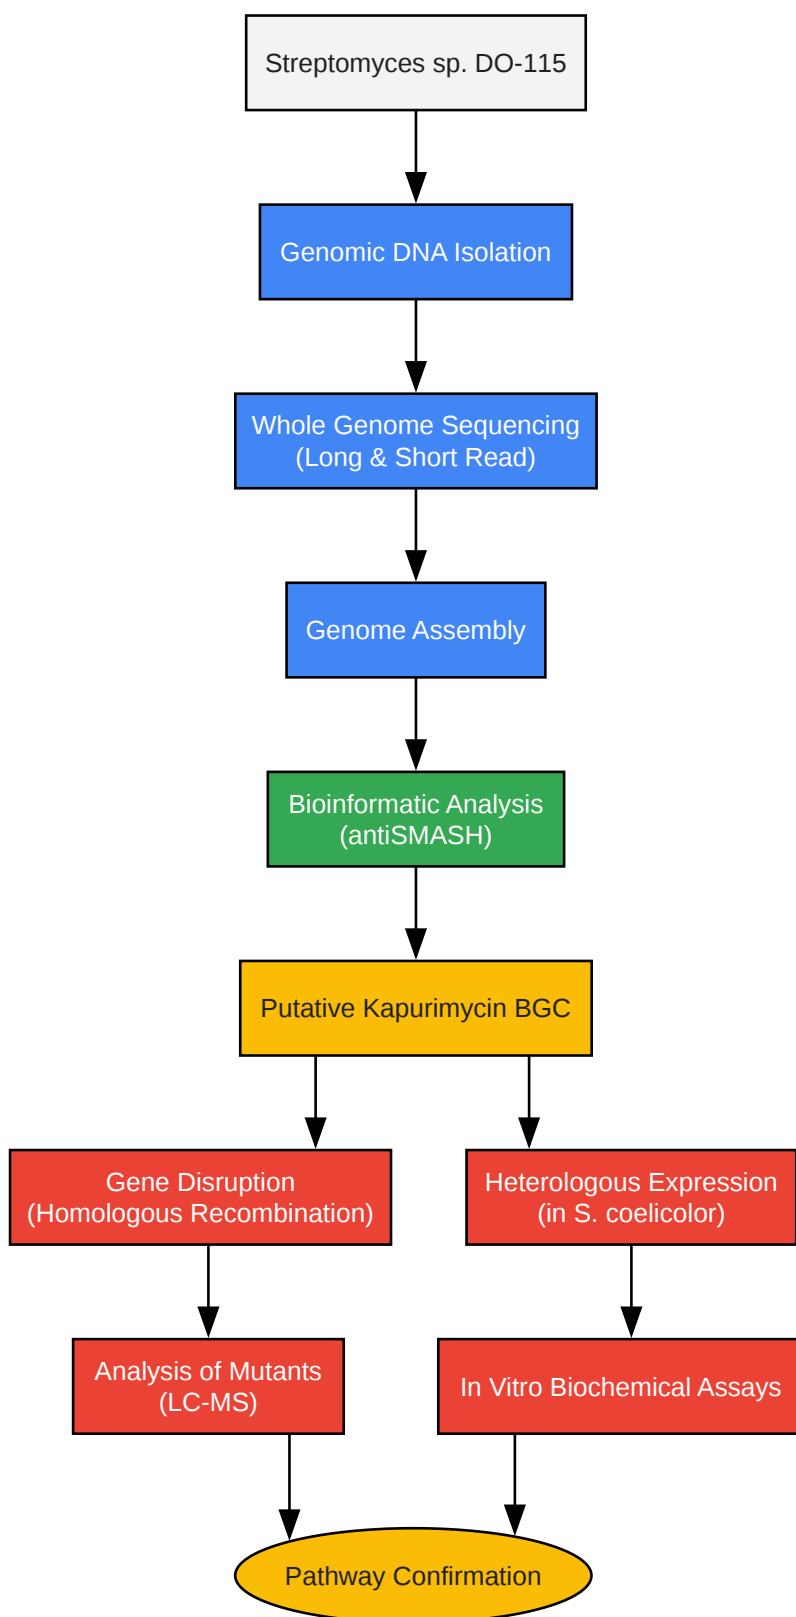 Streptomyces sp. DO-115
Genomic DNA Isolation
Whole Genome Sequencing
(Long & Short Read)
Genome Assembly
Bioinformatic Analysis
(antiSMASH)
Putative Kapurimycin BGC
Gene Disruption
(Homologous Recombination)
Heterologous Expression
(in S. coelicolor)
Analysis of Mutants
(LC-MS)
In Vitro Biochemical Assays
Pathway Confirmation